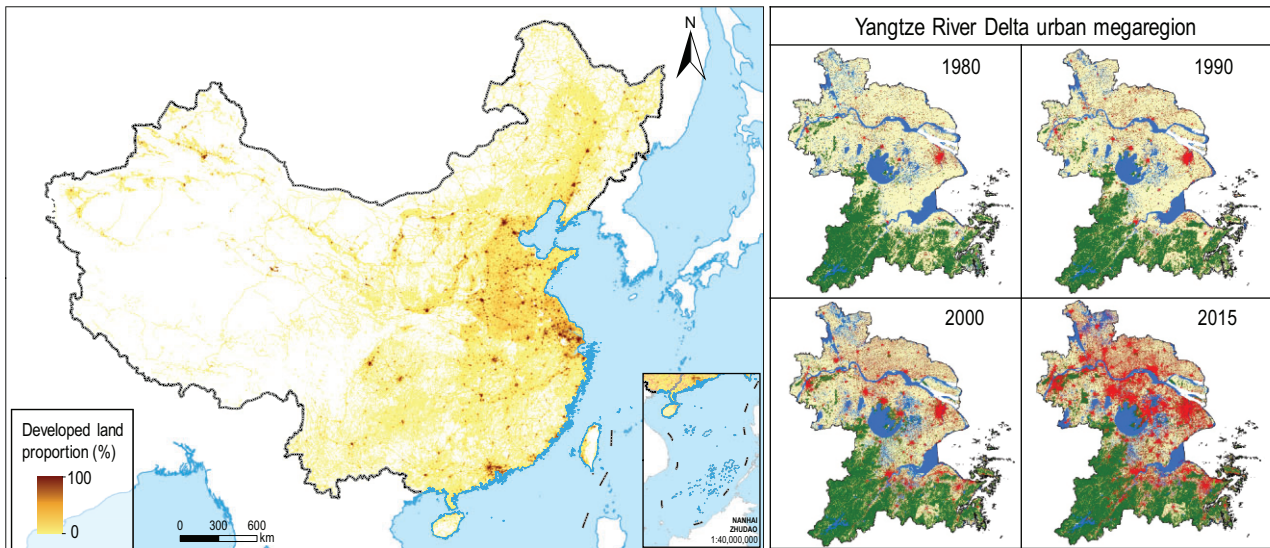 N
Developed land
proportion (%)
100
0
0 300 600
km
NANHAI
ZHUDAO
1:40,000,000
Yangtze River Delta urban megaregion
1980
1990
2000
2015